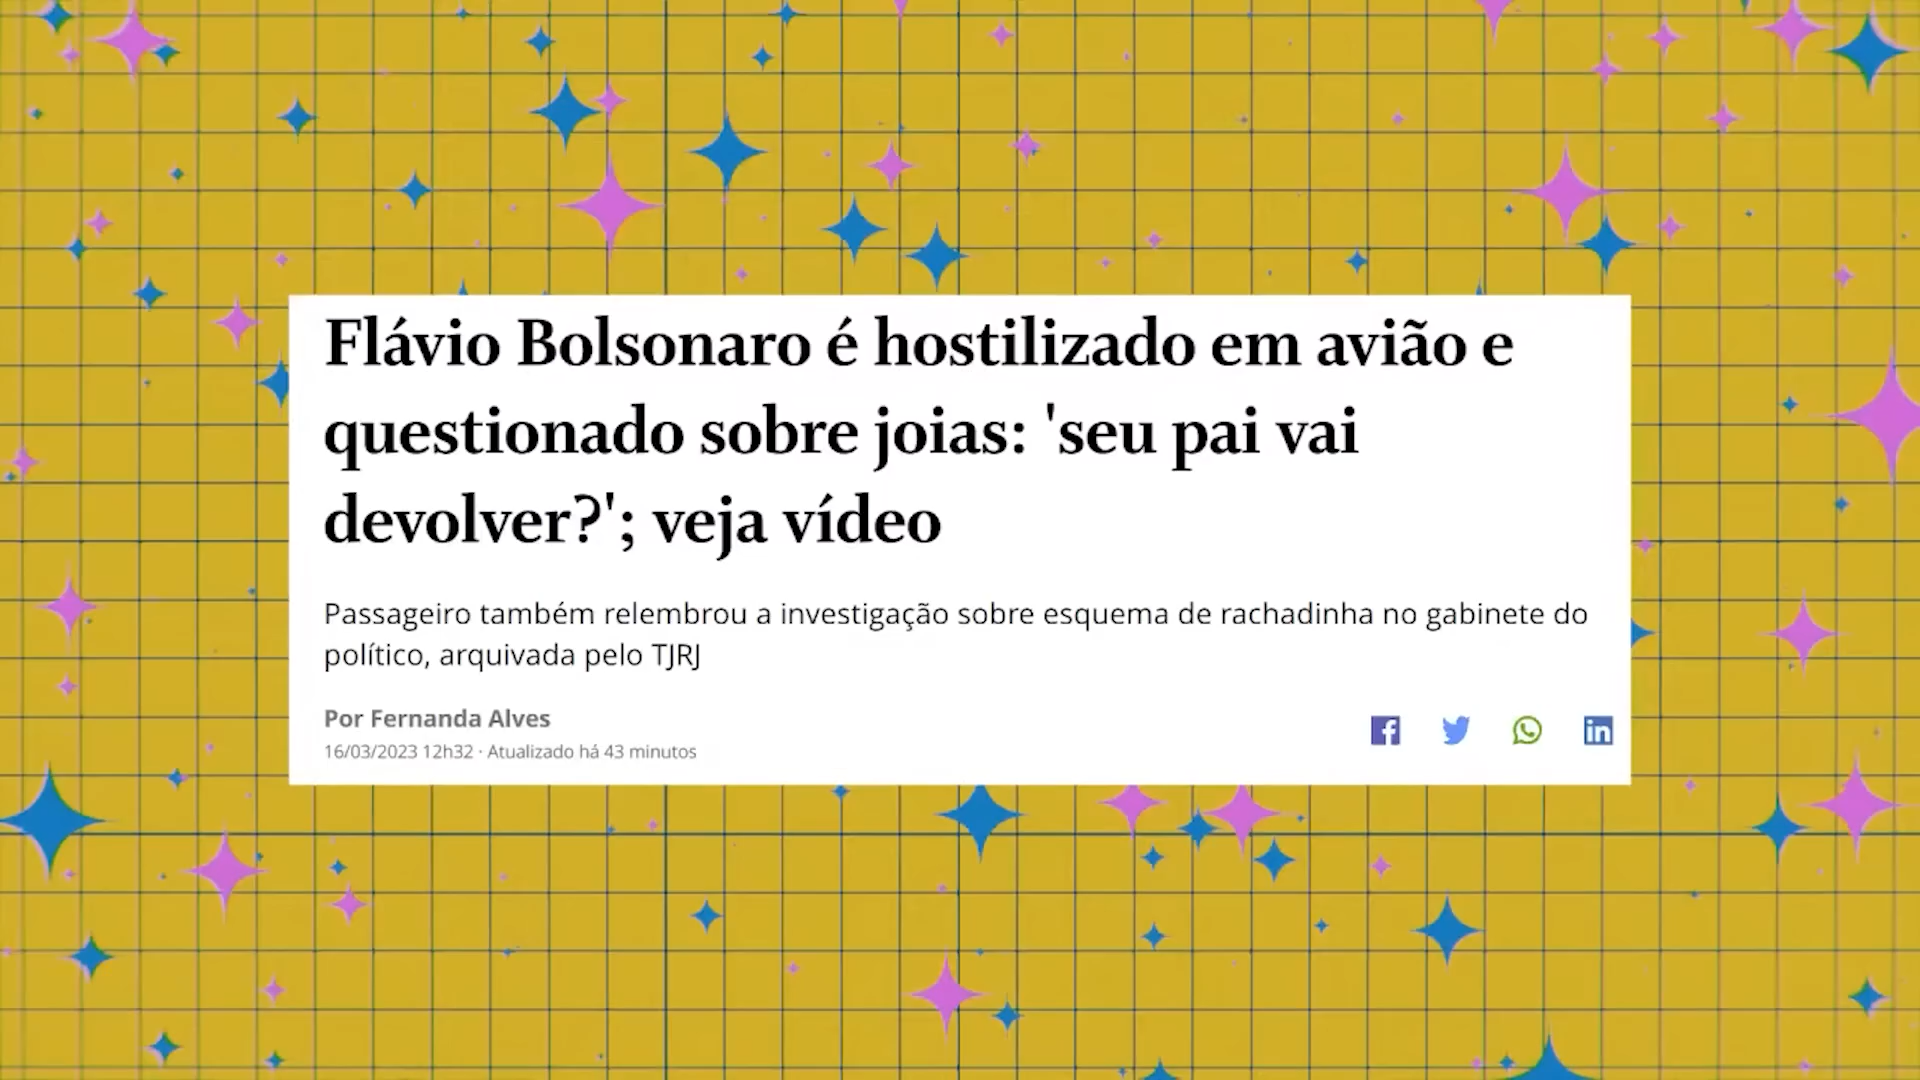 Flávio Bolsonaro é hostilizado em avião e
questionado sobre joias: 'seu pai vai
devolver?'; veja vídeo
Passageiro também relembrou a investigação sobre esquema de rachadinha no gabinete do
político, arquivada pelo TJRJ
Por Fernanda Alves
16/03/2023 12h32 · Atualizado há 43 minutos